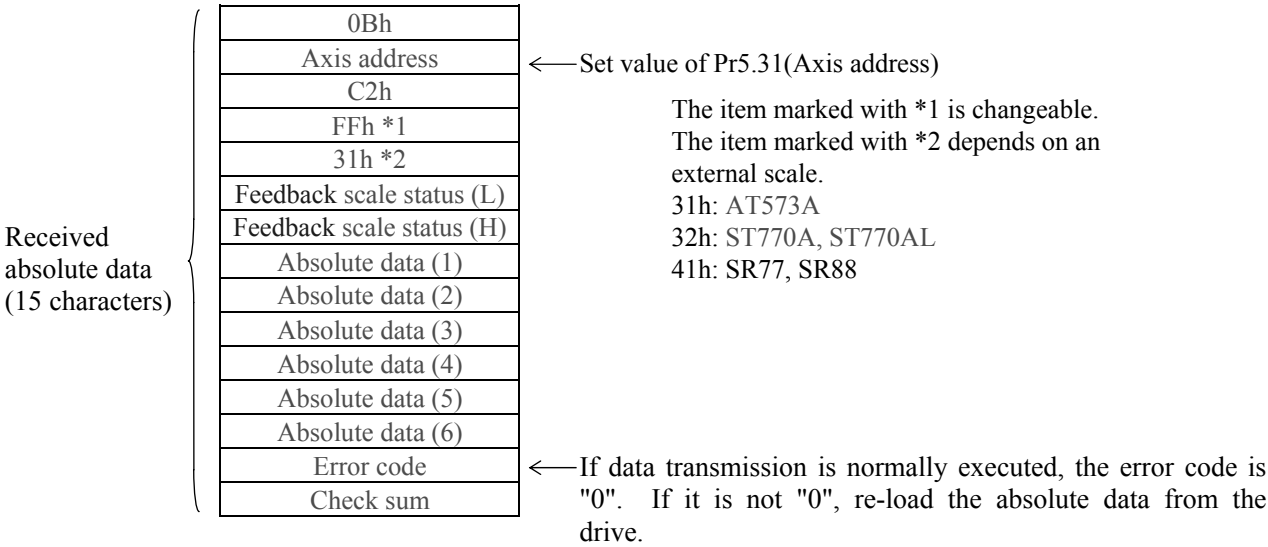 Received
absolute data
(15 characters)
0Bh
Axis address
C2h
FFh *1
31h *2
Feedback scale status (L)
Feedback scale status (H)
Absolute data (1)
Absolute data (2)
Absolute data (3)
Absolute data (4)
Absolute data (5)
Absolute data (6)
Error code
Check sum
Set value of Pr5.31(Axis address)
The item marked with *1 is changeable.
The item marked with *2 depends on an
external scale.
31h: AT573A
32h: ST770A, ST770AL
41h: SR77, SR88
If data transmission is normally executed, the error code is
"0". If it is not "0", re-load the absolute data from the
drive.